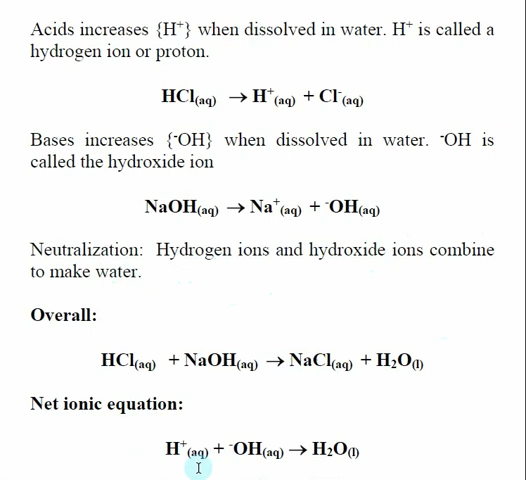 Acids increases {H⁺} when dissolved in water. H⁺ is called a
hydrogen ion or proton.
HCl(aq) → H⁺(aq) + Cl⁻(aq)
Bases increases {⁻OH} when dissolved in water. ⁻OH is
called the hydroxide ion
NaOH(aq) → Na⁺(aq) + ⁻OH(aq)
Neutralization: Hydrogen ions and hydroxide ions combine
to make water.
Overall:
HCl(aq) + NaOH(aq) → NaCl(aq) + H₂O(l)
Net ionic equation:
H⁺(aq) + ⁻OH(aq) → H₂O(l)